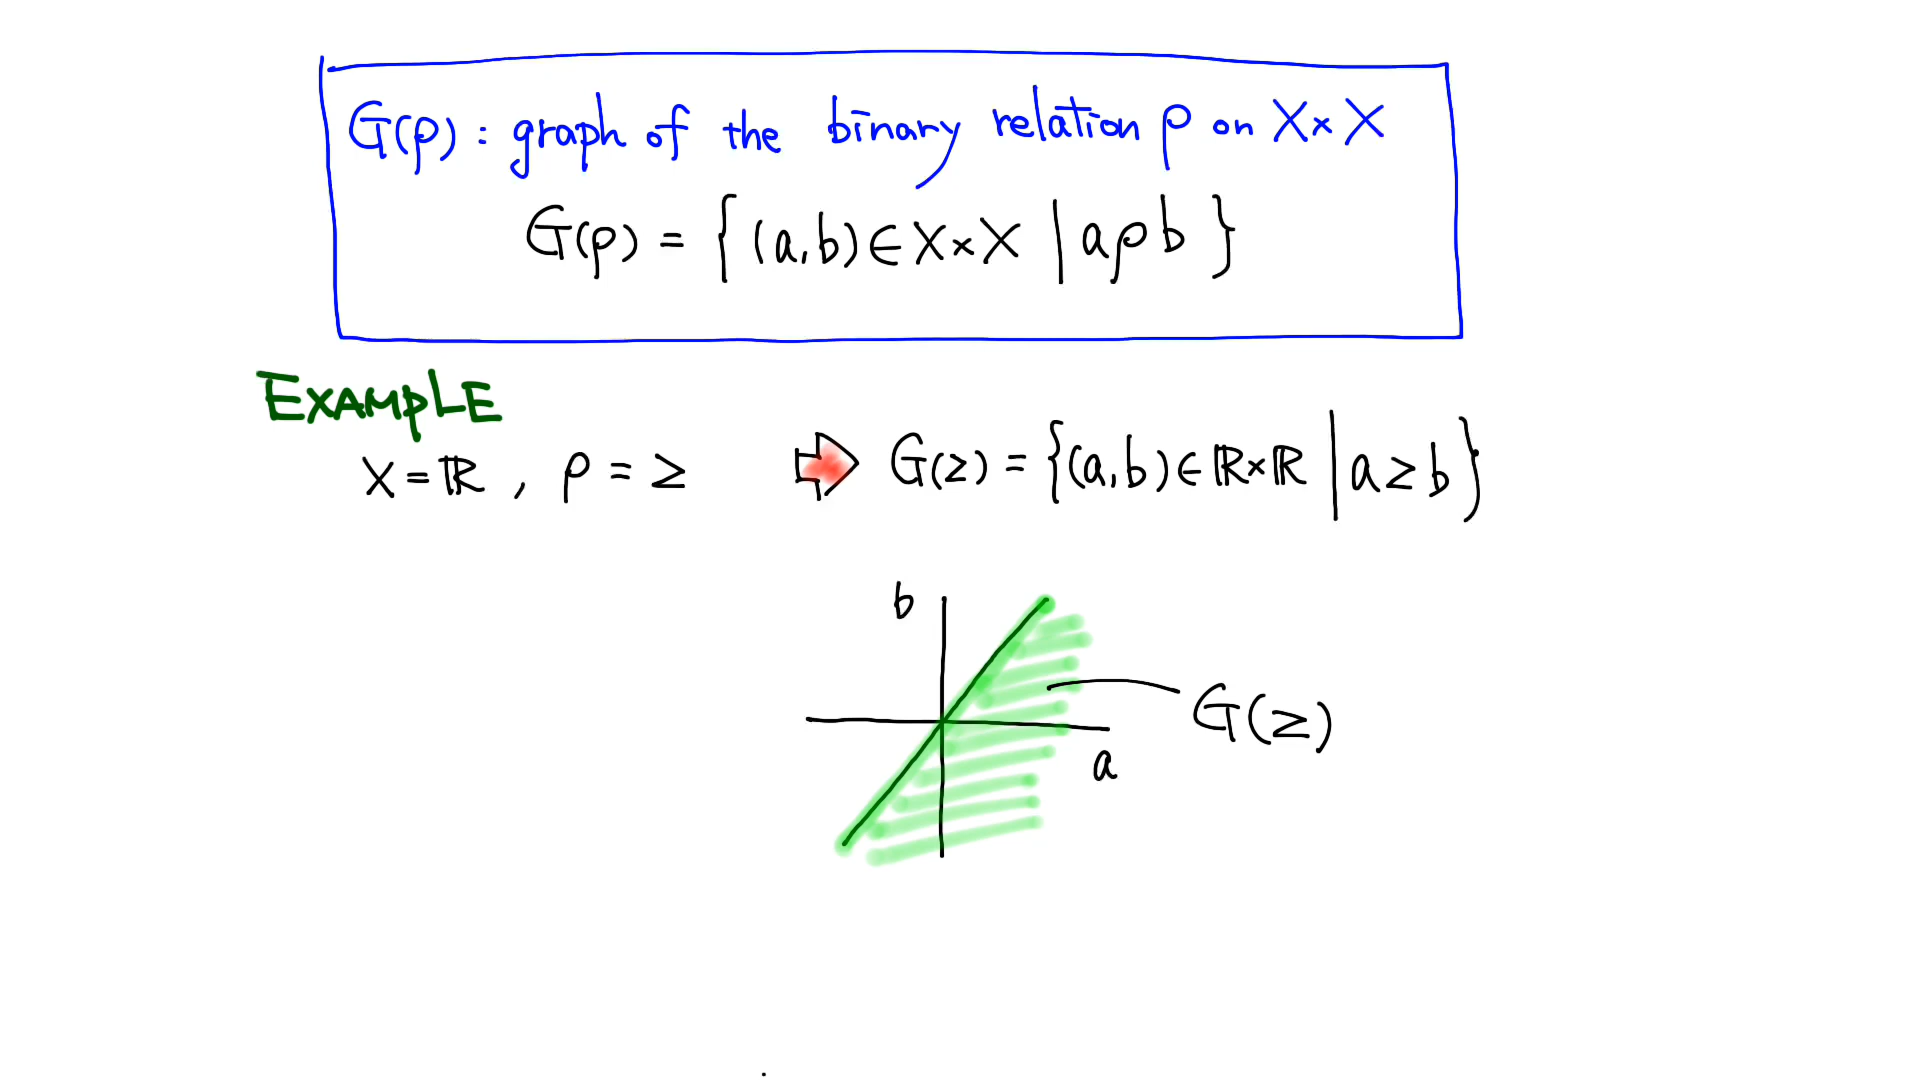 G(ρ) : graph of the binary relation ρ on X×X
G(ρ) = { (a,b) ∈ X×X | aρb }
EXAMPLE
X = ℝ , ρ = ≥ ⇨ G(≥) = {(a,b) ∈ ℝ×ℝ | a ≥ b}
b
G(≥)
a